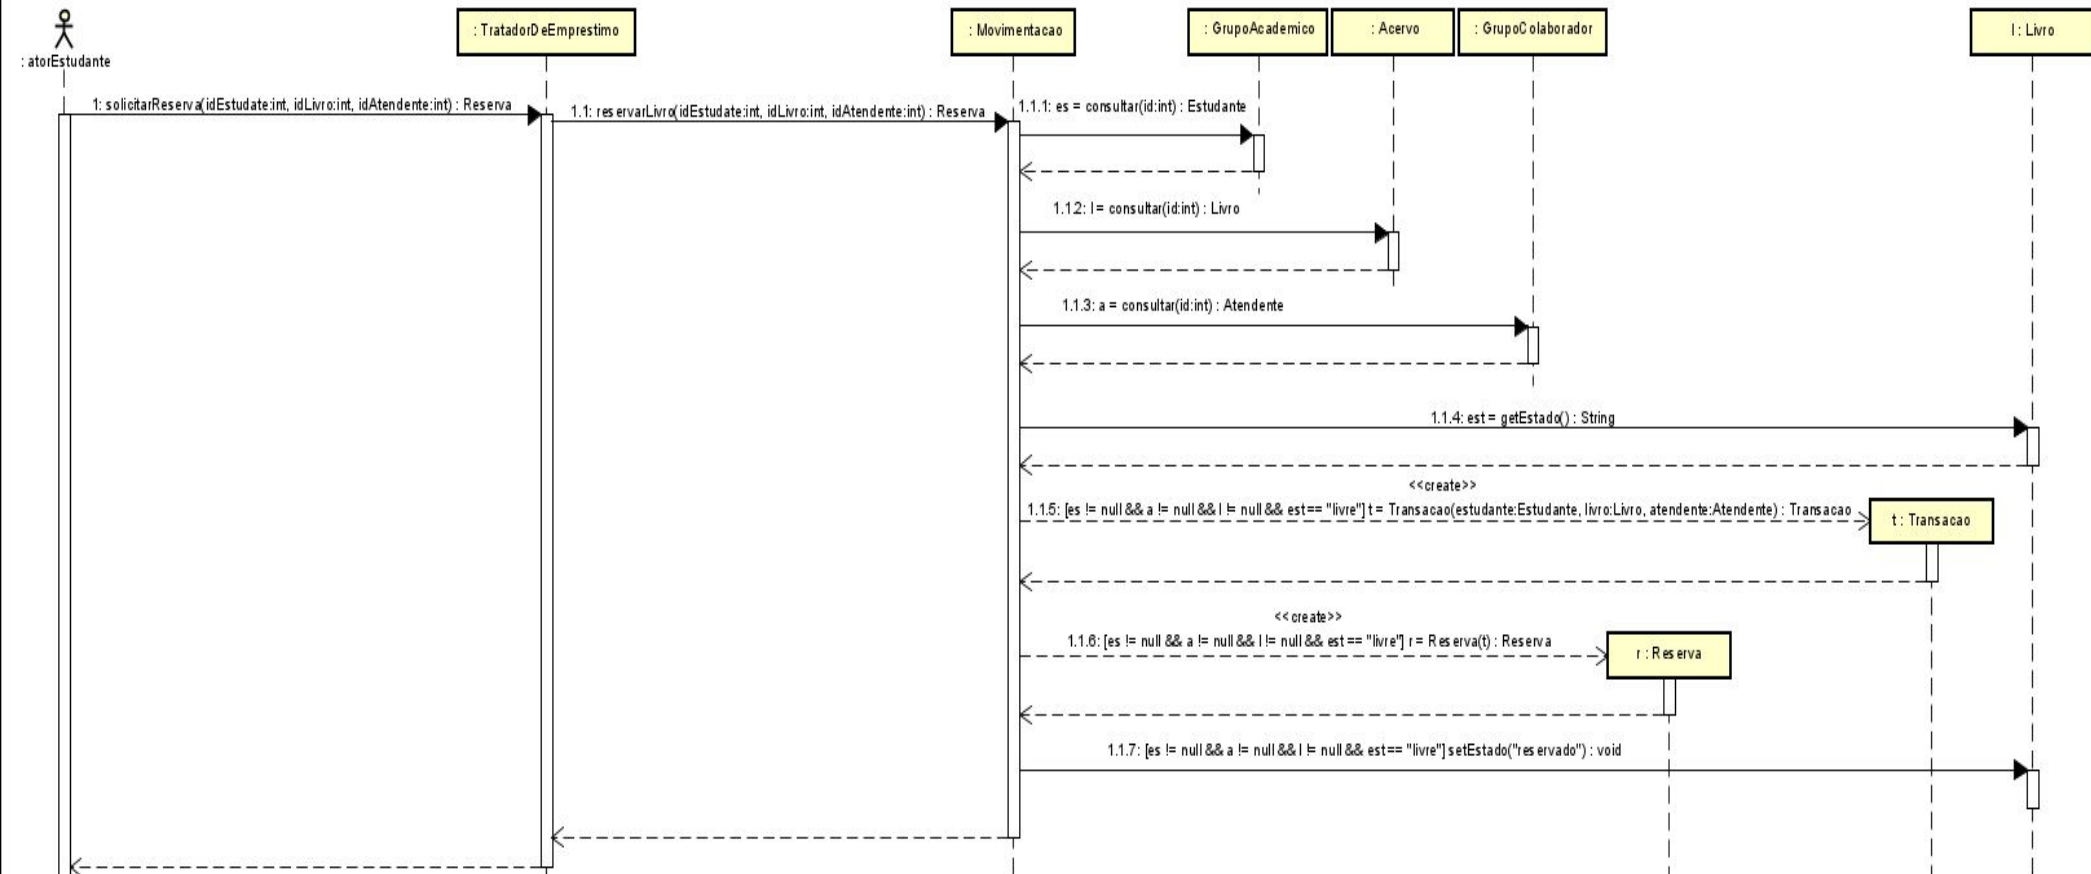 : atorEstudante
: TratadorDeEmprestimo
: Movimentacao
: GrupoAcademico
: Acervo
: GrupoColaborador
l : Livro
1: solicitarReserva(idEstudate:int, idLivro:int, idAtendente:int) : Reserva
1.1: reservarLivro(idEstudate:int, idLivro:int, idAtendente:int) : Reserva
1.1.1: es = consultar(id:int) : Estudante
1.1.2: l = consultar(id:int) : Livro
1.1.3: a = consultar(id:int) : Atendente
1.1.4: est = getEstado() : String
<<create>>
1.1.5: [es != null && a != null && l != null && est == "livre"] t = Transacao(estudante:Estudante, livro:Livro, atendente:Atendente) : Transacao
t : Transacao
<<create>>
1.1.6: [es != null && a != null && l != null && est == "livre"] r = Reserva(t) : Reserva
r : Reserva
1.1.7: [es != null && a != null && l != null && est == "livre"] setEstado("reservado") : void